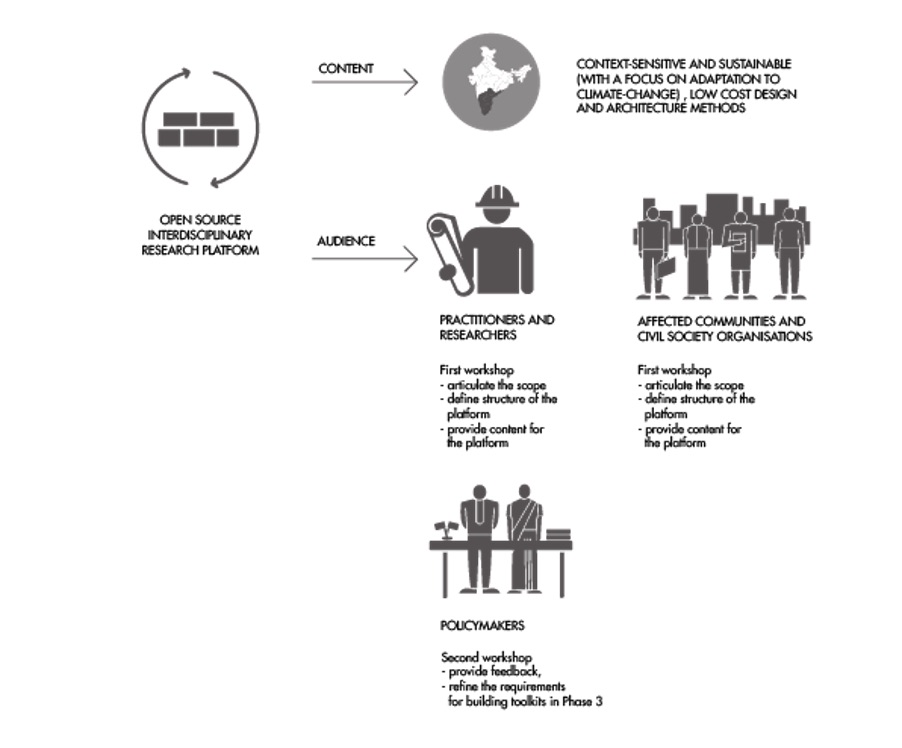 CONTENT
CONTEXT-SENSITIVE AND SUSTAINABLE
(WITH A FOCUS ON ADAPTATION TO
CLIMATE-CHANGE) , LOW COST DESIGN
AND ARCHITECTURE METHODS
OPEN SOURCE
INTERDISCIPLINARY
RESEARCH PLATFORM
AUDIENCE
PRACTITIONERS AND
RESEARCHERS
First workshop
- articulate the scope
- define structure of the
platform
- provide content for
the platform
AFFECTED COMMUNITIES AND
CIVIL SOCIETY ORGANISATIONS
First workshop
- articulate the scope
- define structure of the
platform
- provide content for
the platform
POLICYMAKERS
Second workshop
- provide feedback,
- refine the requirements
for building toolkits in Phase 3